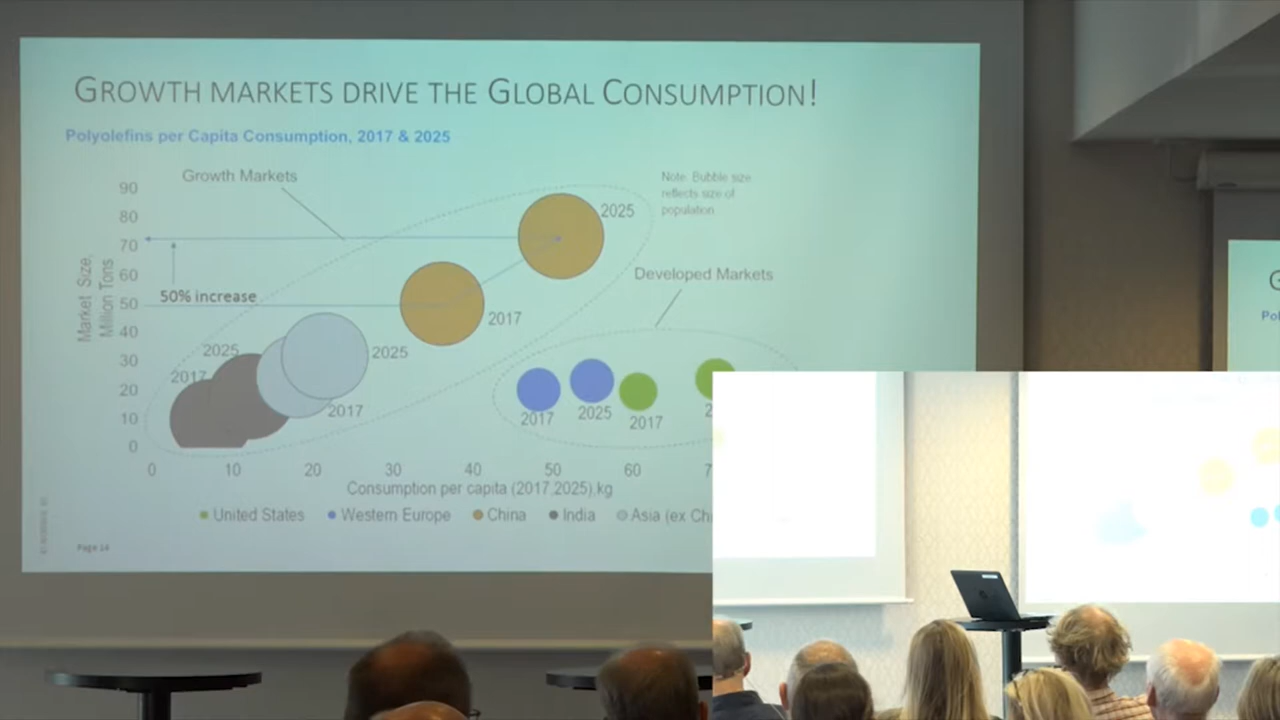 GROWTH MARKETS DRIVE THE GLOBAL CONSUMPTION!
Polyolefins per Capita Consumption, 2017 & 2025
Growth Markets
Note: Bubble size
reflects size of
population
90
80
70
60
50
40
30
20
10
0
Market Size,
Million Tons
2025
Developed Markets
50% increase
2017
2025
2025
2017
2017
2017
2025
2017
2
0
10
20
30
40
50
60
7
Consumption per capita (2017,2025),kg
United States
Western Europe
China
India
Asia (ex Chi
Page 14
G
Pol